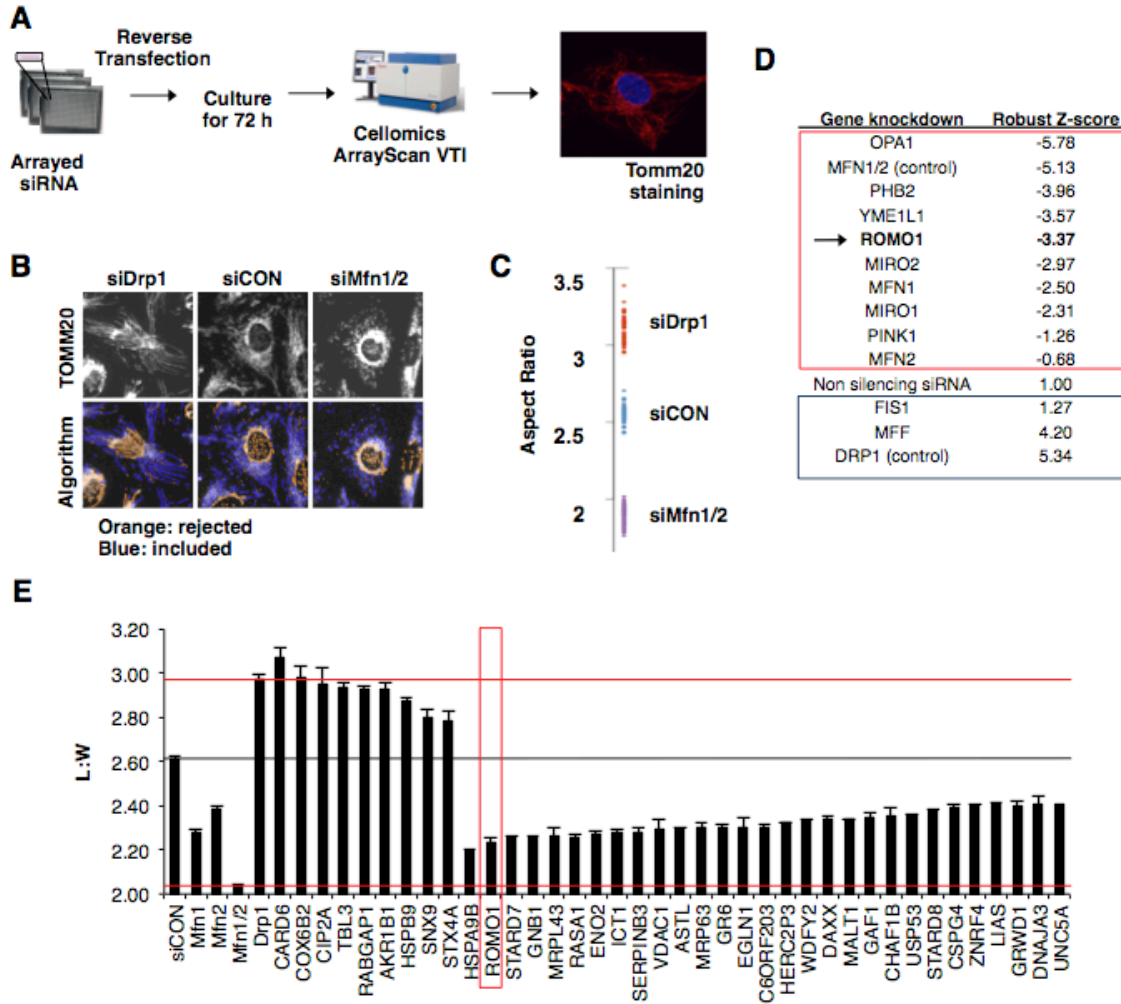 A
Reverse
Transfection
Culture
for 72 h
Cellomics
ArrayScan VTI
Arrayed
siRNA
Tomm20
staining
B
siDrp1 siCON siMfn1/2
TOMM20
Algorithm
Orange: rejected
Blue: included
C
Aspect Ratio
3.5
3
2.5
2
siDrp1
siCON
siMfn1/2
D
Gene knockdown Robust Z-score
OPA1 -5.78
MFN1/2 (control) -5.13
PHB2 -3.96
YME1L1 -3.57
ROMO1 -3.37
MIRO2 -2.97
MFN1 -2.50
MIRO1 -2.31
PINK1 -1.26
MFN2 -0.68
Non silencing siRNA 1.00
FIS1 1.27
MFF 4.20
DRP1 (control) 5.34
E
L:W
3.20
3.00
2.80
2.60
2.40
2.20
2.00
siCON
Mfn1
Mfn2
Mfn1/2
Drp1
CARD6
COX6B2
CIP2A
TBL3
RABGAP1
AKR1B1
HSPB9
SNX9
STX4A
HSPA9B
ROMO1
STARD7
GNB1
MRPL43
RASA1
ENO2
ICT1
SERPINB3
VDAC1
ASTL
MRP63
GR6
EGLN1
C6ORF203
HERC2P3
WDFY2
DAXX
MALT1
GAF1
CHAF1B
USP53
STARD8
CSPG4
ZNRF4
LIAS
GRWD1
DNAJA3
UNC5A